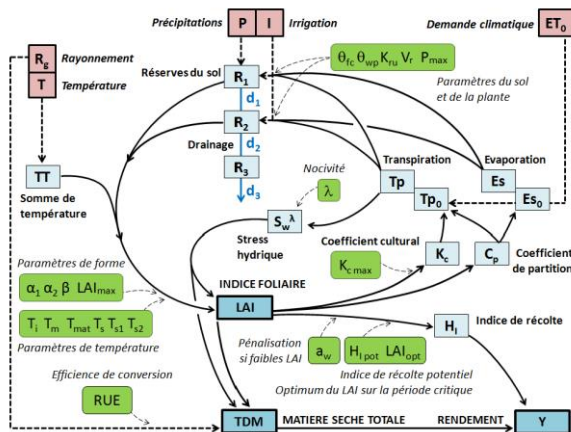 Précipitations P I Irrigation
Demande climatique ET0
Rg Rayonnement
T Température
θfc θwp Kru Vr Pmax
Paramètres du sol
et de la plante
Réserves du sol R1
d1
R2
Drainage d2
R3
d3
Transpiration
Evaporation
Tp
Tp0
Es
Es0
TT
Somme de
température
Nocivité
λ
Swλ
Stress
hydrique
Coefficient cultural
Kc max
Kc
Cp
Coefficient
de partition
Paramètres de forme
α1 α2 β LAImax
Ti Tm Tmat Ts Ts1 Ts2
Paramètres de température
INDICE FOLIAIRE
LAI
HI
Indice de récolte
Pénalisation
si faibles LAI
aw
HI pot LAIopt
Indice de récolte potentiel
Optimum du LAI sur la période critique
Efficience de conversion
RUE
TDM MATIERE SECHE TOTALE RENDEMENT Y